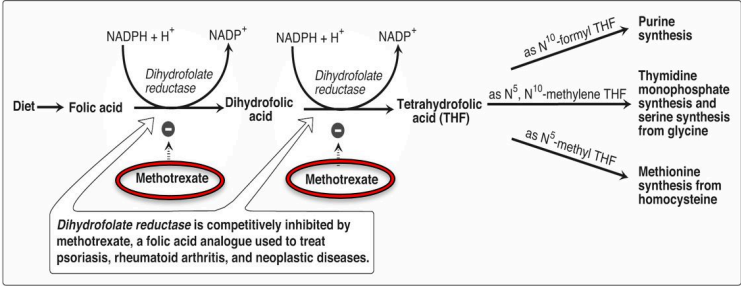 NADPH + H+ NADP+ NADPH + H+ NADP+
Dihydrofolate
reductase
Dihydrofolate
reductase
Diet Folic acid Dihydrofolic
acid
Tetrahydrofolic
acid (THF)
as N10-formyl THF
Purine
synthesis
as N5, N10-methylene THF
Thymidine
monophosphate
synthesis and
serine synthesis
from glycine
as N5-methyl THF
Methionine
synthesis from
homocysteine
Methotrexate Methotrexate
Dihydrofolate reductase is competitively inhibited by
methotrexate, a folic acid analogue used to treat
psoriasis, rheumatoid arthritis, and neoplastic diseases.